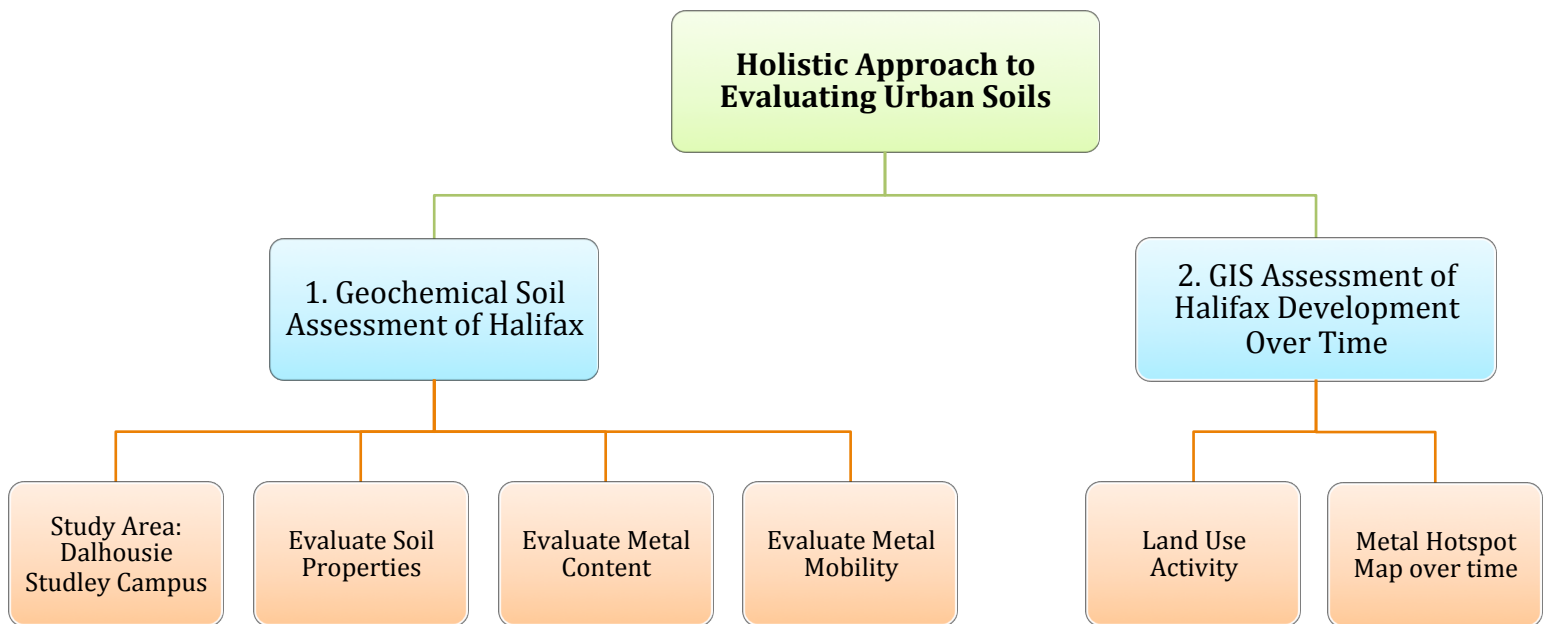 Holistic Approach to
Evaluating Urban Soils
1. Geochemical Soil
Assessment of Halifax
2. GIS Assessment of
Halifax Development
Over Time
Study Area:
Dalhousie
Studley Campus
Evaluate Soil
Properties
Evaluate Metal
Content
Evaluate Metal
Mobility
Land Use
Activity
Metal Hotspot
Map over time